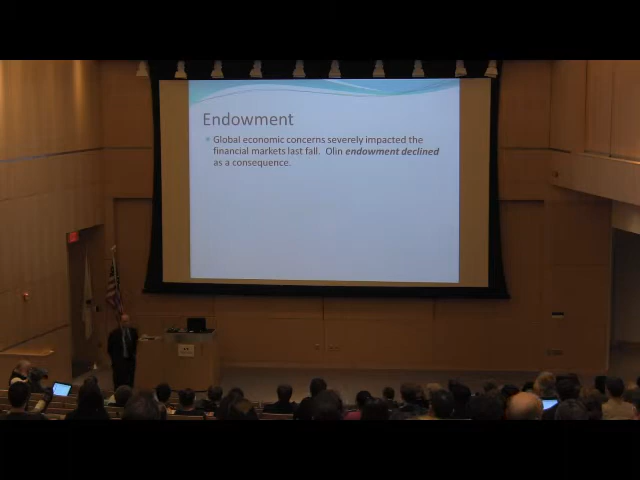 Endowment
Global economic concerns severely impacted the
financial markets last fall. Olin endowment declined
as a consequence.